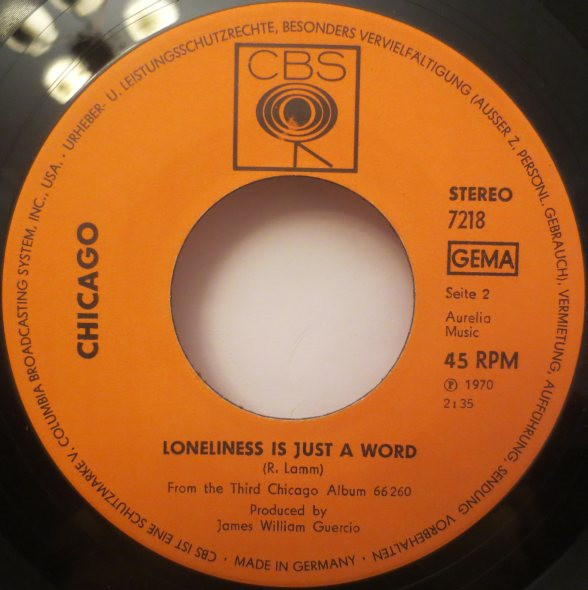 CBS
URHEBER- U. LEISTUNGSSCHUTZRECHTE, BESONDERS VERVIELFÄLTIGUNG (AUSSER Z. PERSÖNL. GEBRAUCH), VERMIETUNG, AUFFÜHRUNG, SENDUNG VORBEHALTEN
CHICAGO
STEREO
7218
GEMA
Seite 2
Aurelia
Music
45 RPM
Ⓟ 1970
2:35
LONELINESS IS JUST A WORD
(R. Lamm)
From the Third Chicago Album 66260
Produced by
James William Guercio
· MADE IN GERMANY ·
CBS IST EINE SCHUTZMARKE V. COLUMBIA BROADCASTING SYSTEM, INC., USA. ·